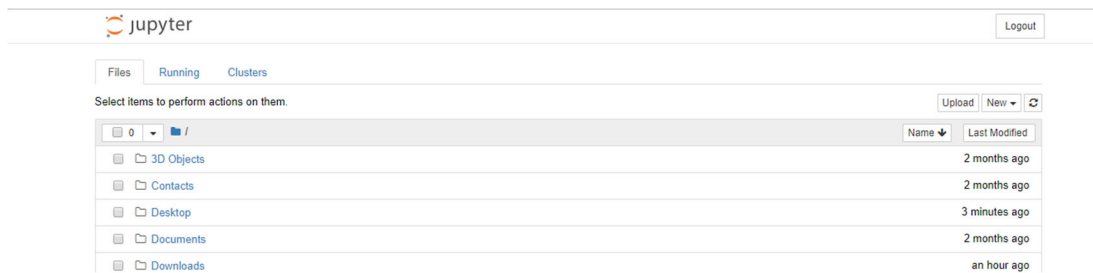 jupyter Logout
Files Running Clusters
Select items to perform actions on them. Upload New
0 / Name Last Modified
3D Objects 2 months ago
Contacts 2 months ago
Desktop 3 minutes ago
Documents 2 months ago
Downloads an hour ago